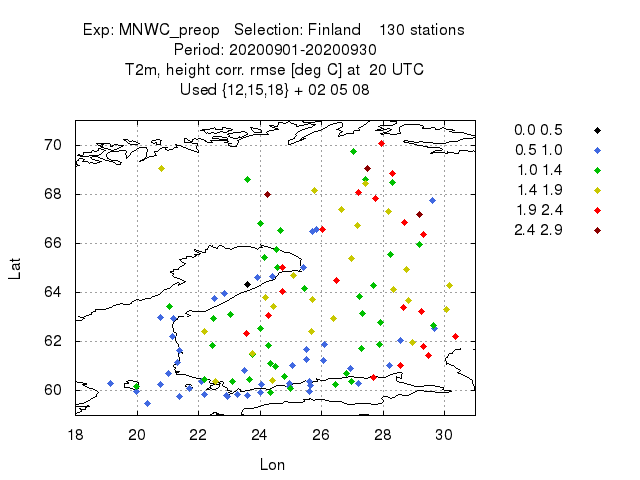 Exp: MNWC_preop Selection: Finland 130 stations
Period: 20200901-20200930
T2m, height corr. rmse [deg C] at 20 UTC
Used {12,15,18} + 02 05 08
0.0 0.5
0.5 1.0
1.0 1.4
1.4 1.9
1.9 2.4
2.4 2.9
Lat
70
68
66
64
62
60
18 20 22 24 26 28 30
Lon